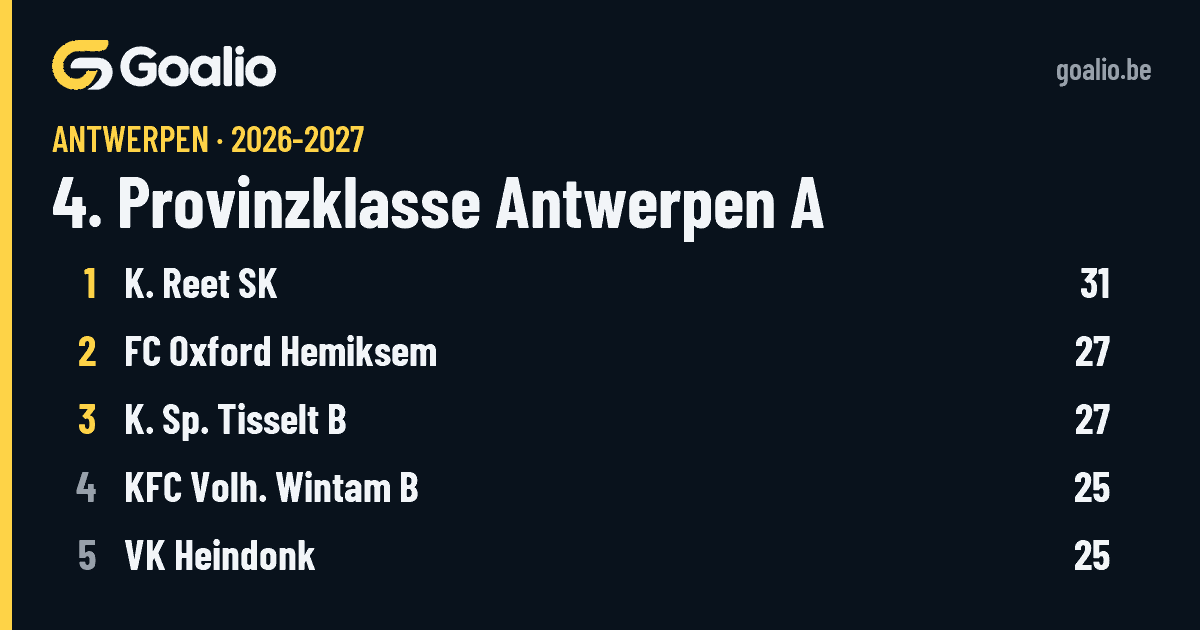 Goalio
goalio.be
ANTWERPEN · 2026-2027
4. Provinzklasse Antwerpen A
1 K. Reet SK 31
2 FC Oxford Hemiksem 27
3 K. Sp. Tisselt B 27
4 KFC Volh. Wintam B 25
5 VK Heindonk 25